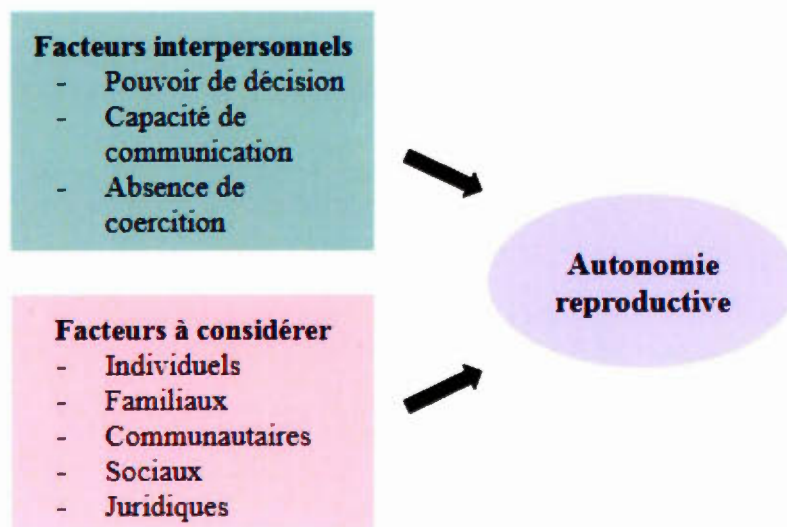 Facteurs interpersonnels
- Pouvoir de décision
- Capacité de
communication
- Absence de
coercition
Facteurs à considérer
- Individuels
- Familiaux
- Communautaires
- Sociaux
- Juridiques
Autonomie
reproductive